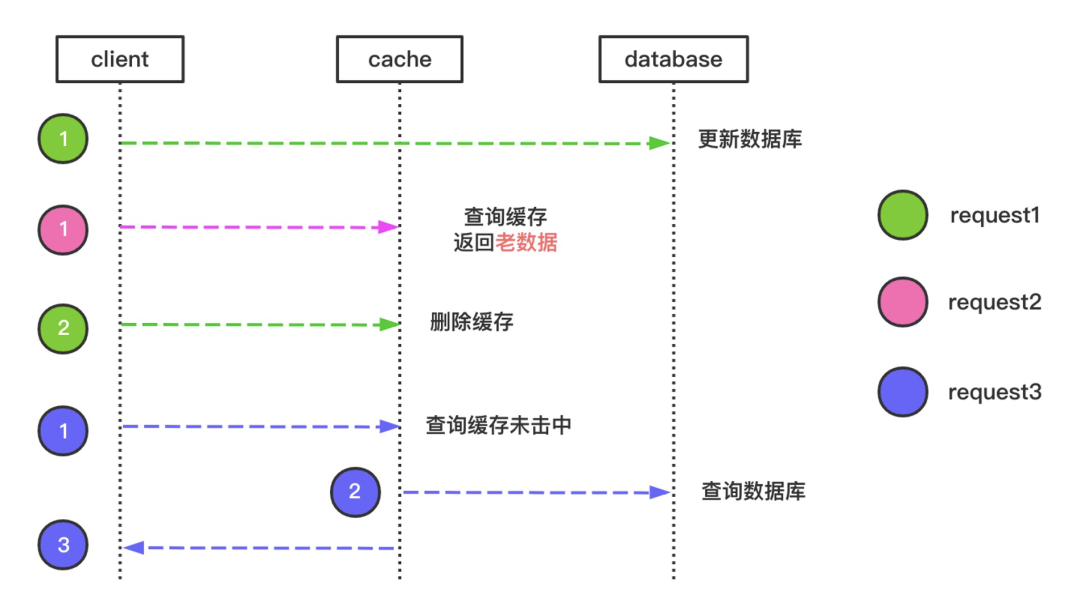 client
cache
database
1
更新数据库
1
查询缓存
返回老数据
request1
2
删除缓存
request2
1
查询缓存未击中
request3
2
查询数据库
3